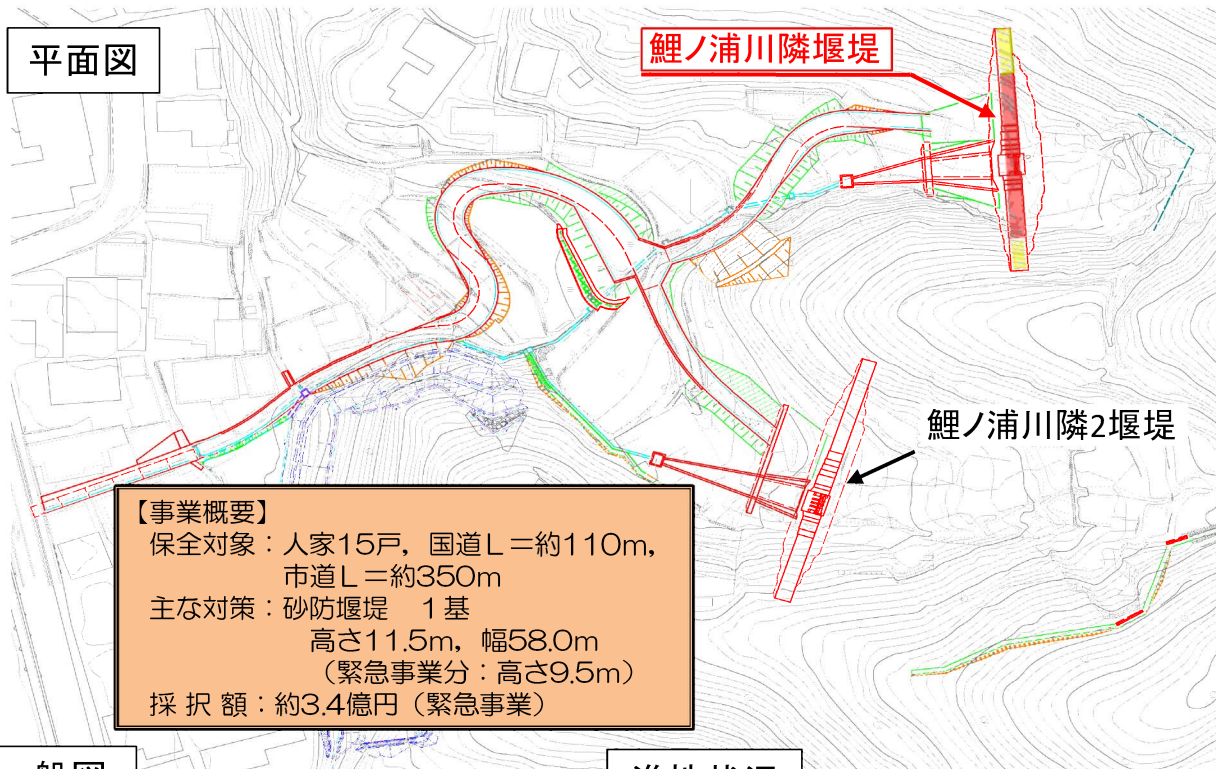 平面図
鯉ノ浦川隣堰堤
鯉ノ浦川隣2堰堤
【事業概要】
保全対象：人家15戸，国道Ｌ＝約110m，
市道Ｌ＝約350m
主な対策：砂防堰堤　１基
高さ11.5m，幅58.0m
（緊急事業分：高さ9.5m）
採 択 額：約3.4億円（緊急事業）